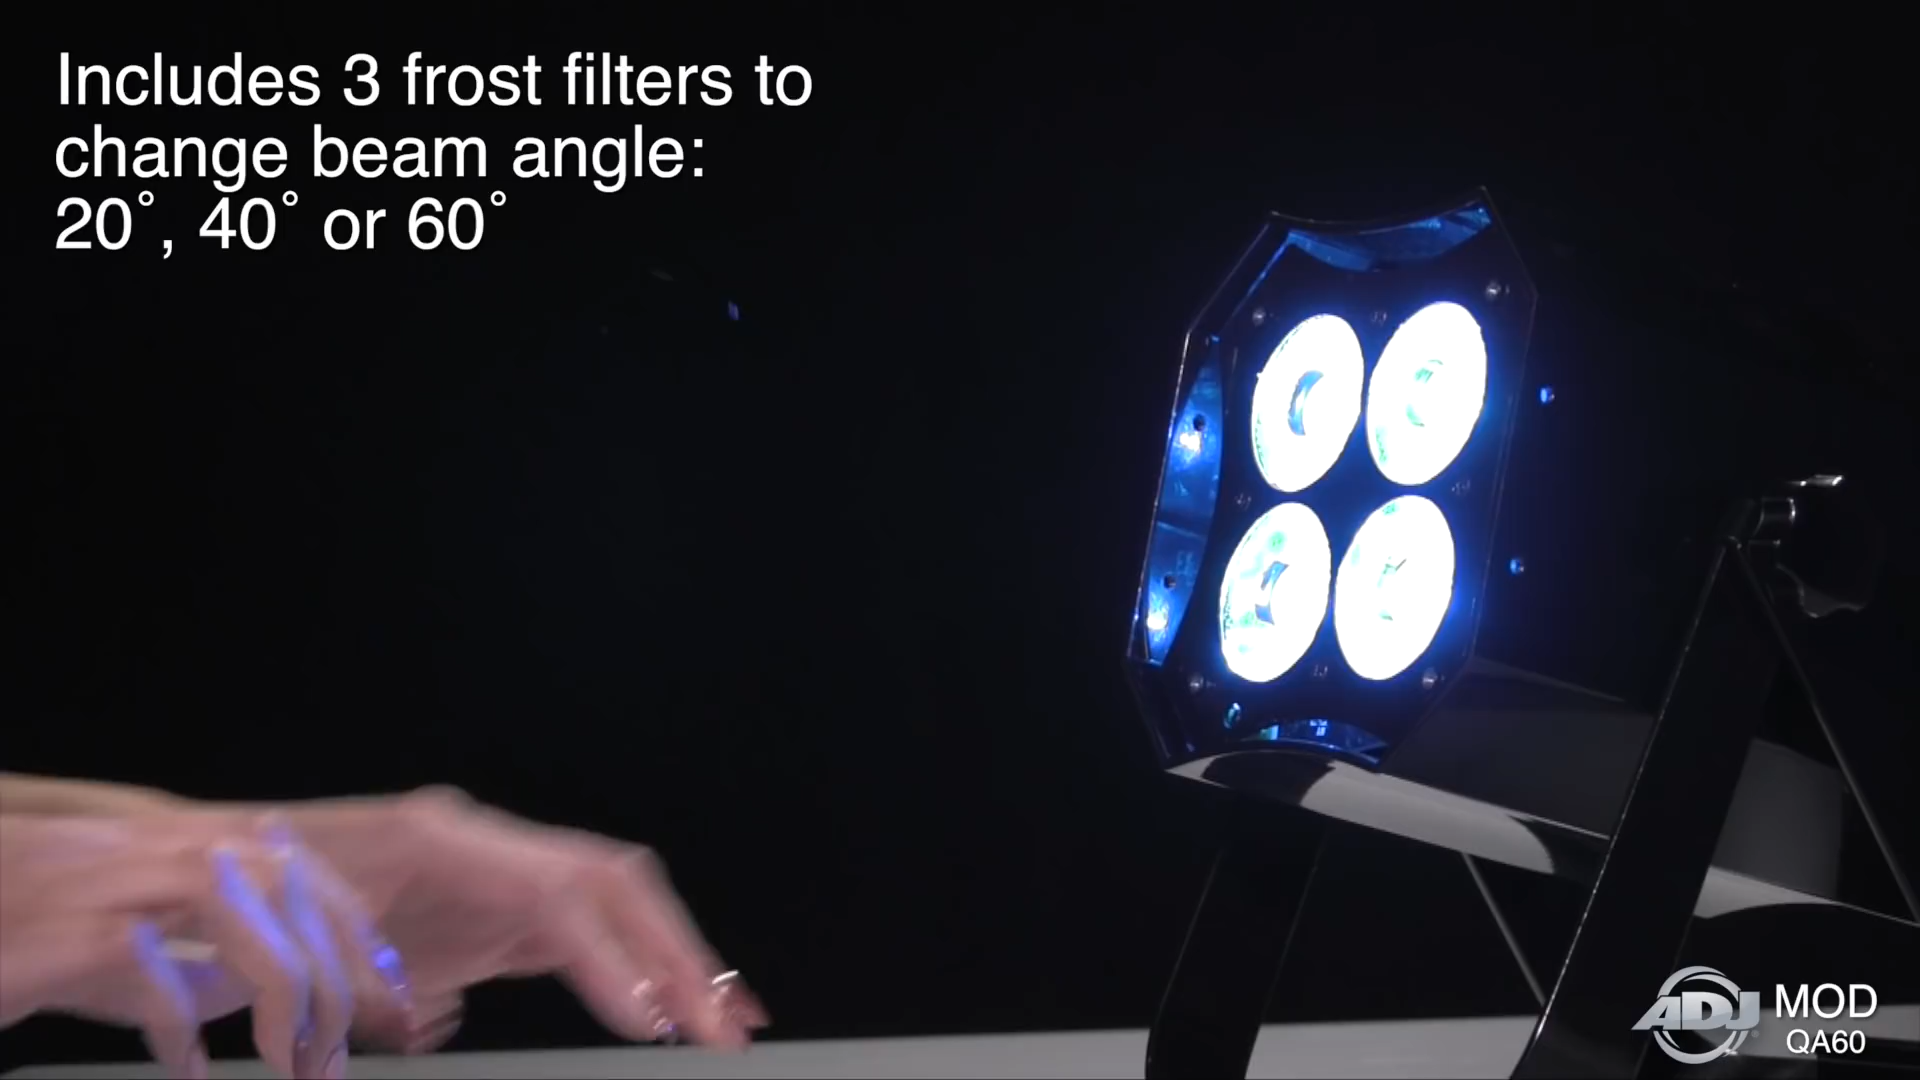 Includes 3 frost filters to
change beam angle:
20°, 40° or 60°
ADJ MOD
QA60